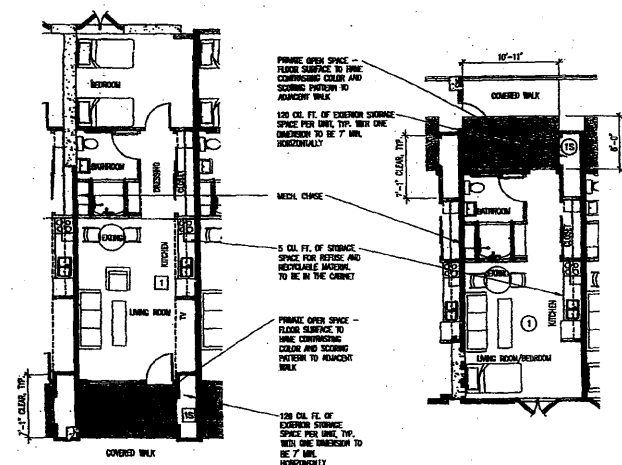 BEDROOM
BATHROOM
DRESSING
CLOSET
EATING
KITCHEN
1
LIVING ROOM
TV
7'-1" CLEAR, TYP.
1S
COVERED WALK
PRIVATE OPEN SPACE -
FLOOR SURFACE TO HAVE
CONTRASTING COLOR AND
SCORING PATTERN TO
ADJACENT WALK
120 CU. FT. OF EXTERIOR STORAGE
SPACE PER UNIT, TYP. WITH ONE
DIMENSION TO BE 7' MIN.
HORIZONTALLY
MECH. CHASE
5 CU. FT. OF STORAGE
SPACE FOR REFUSE AND
RECYCLABLE MATERIAL
TO BE IN THE CABINET
PRIVATE OPEN SPACE -
FLOOR SURFACE TO
HAVE CONTRASTING
COLOR AND SCORING
PATTERN TO ADJACENT
WALK
120 CU. FT. OF
EXTERIOR STORAGE
SPACE PER UNIT, TYP.
WITH ONE DIMENSION TO
BE 7' MIN.
HORIZONTALLY
10'-11"
COVERED WALK
1S
6'-0"
7'-1" CLEAR, TYP.
BATHROOM
CLOSET
EATING
KITCHEN
1
LIVING ROOM/BEDROOM